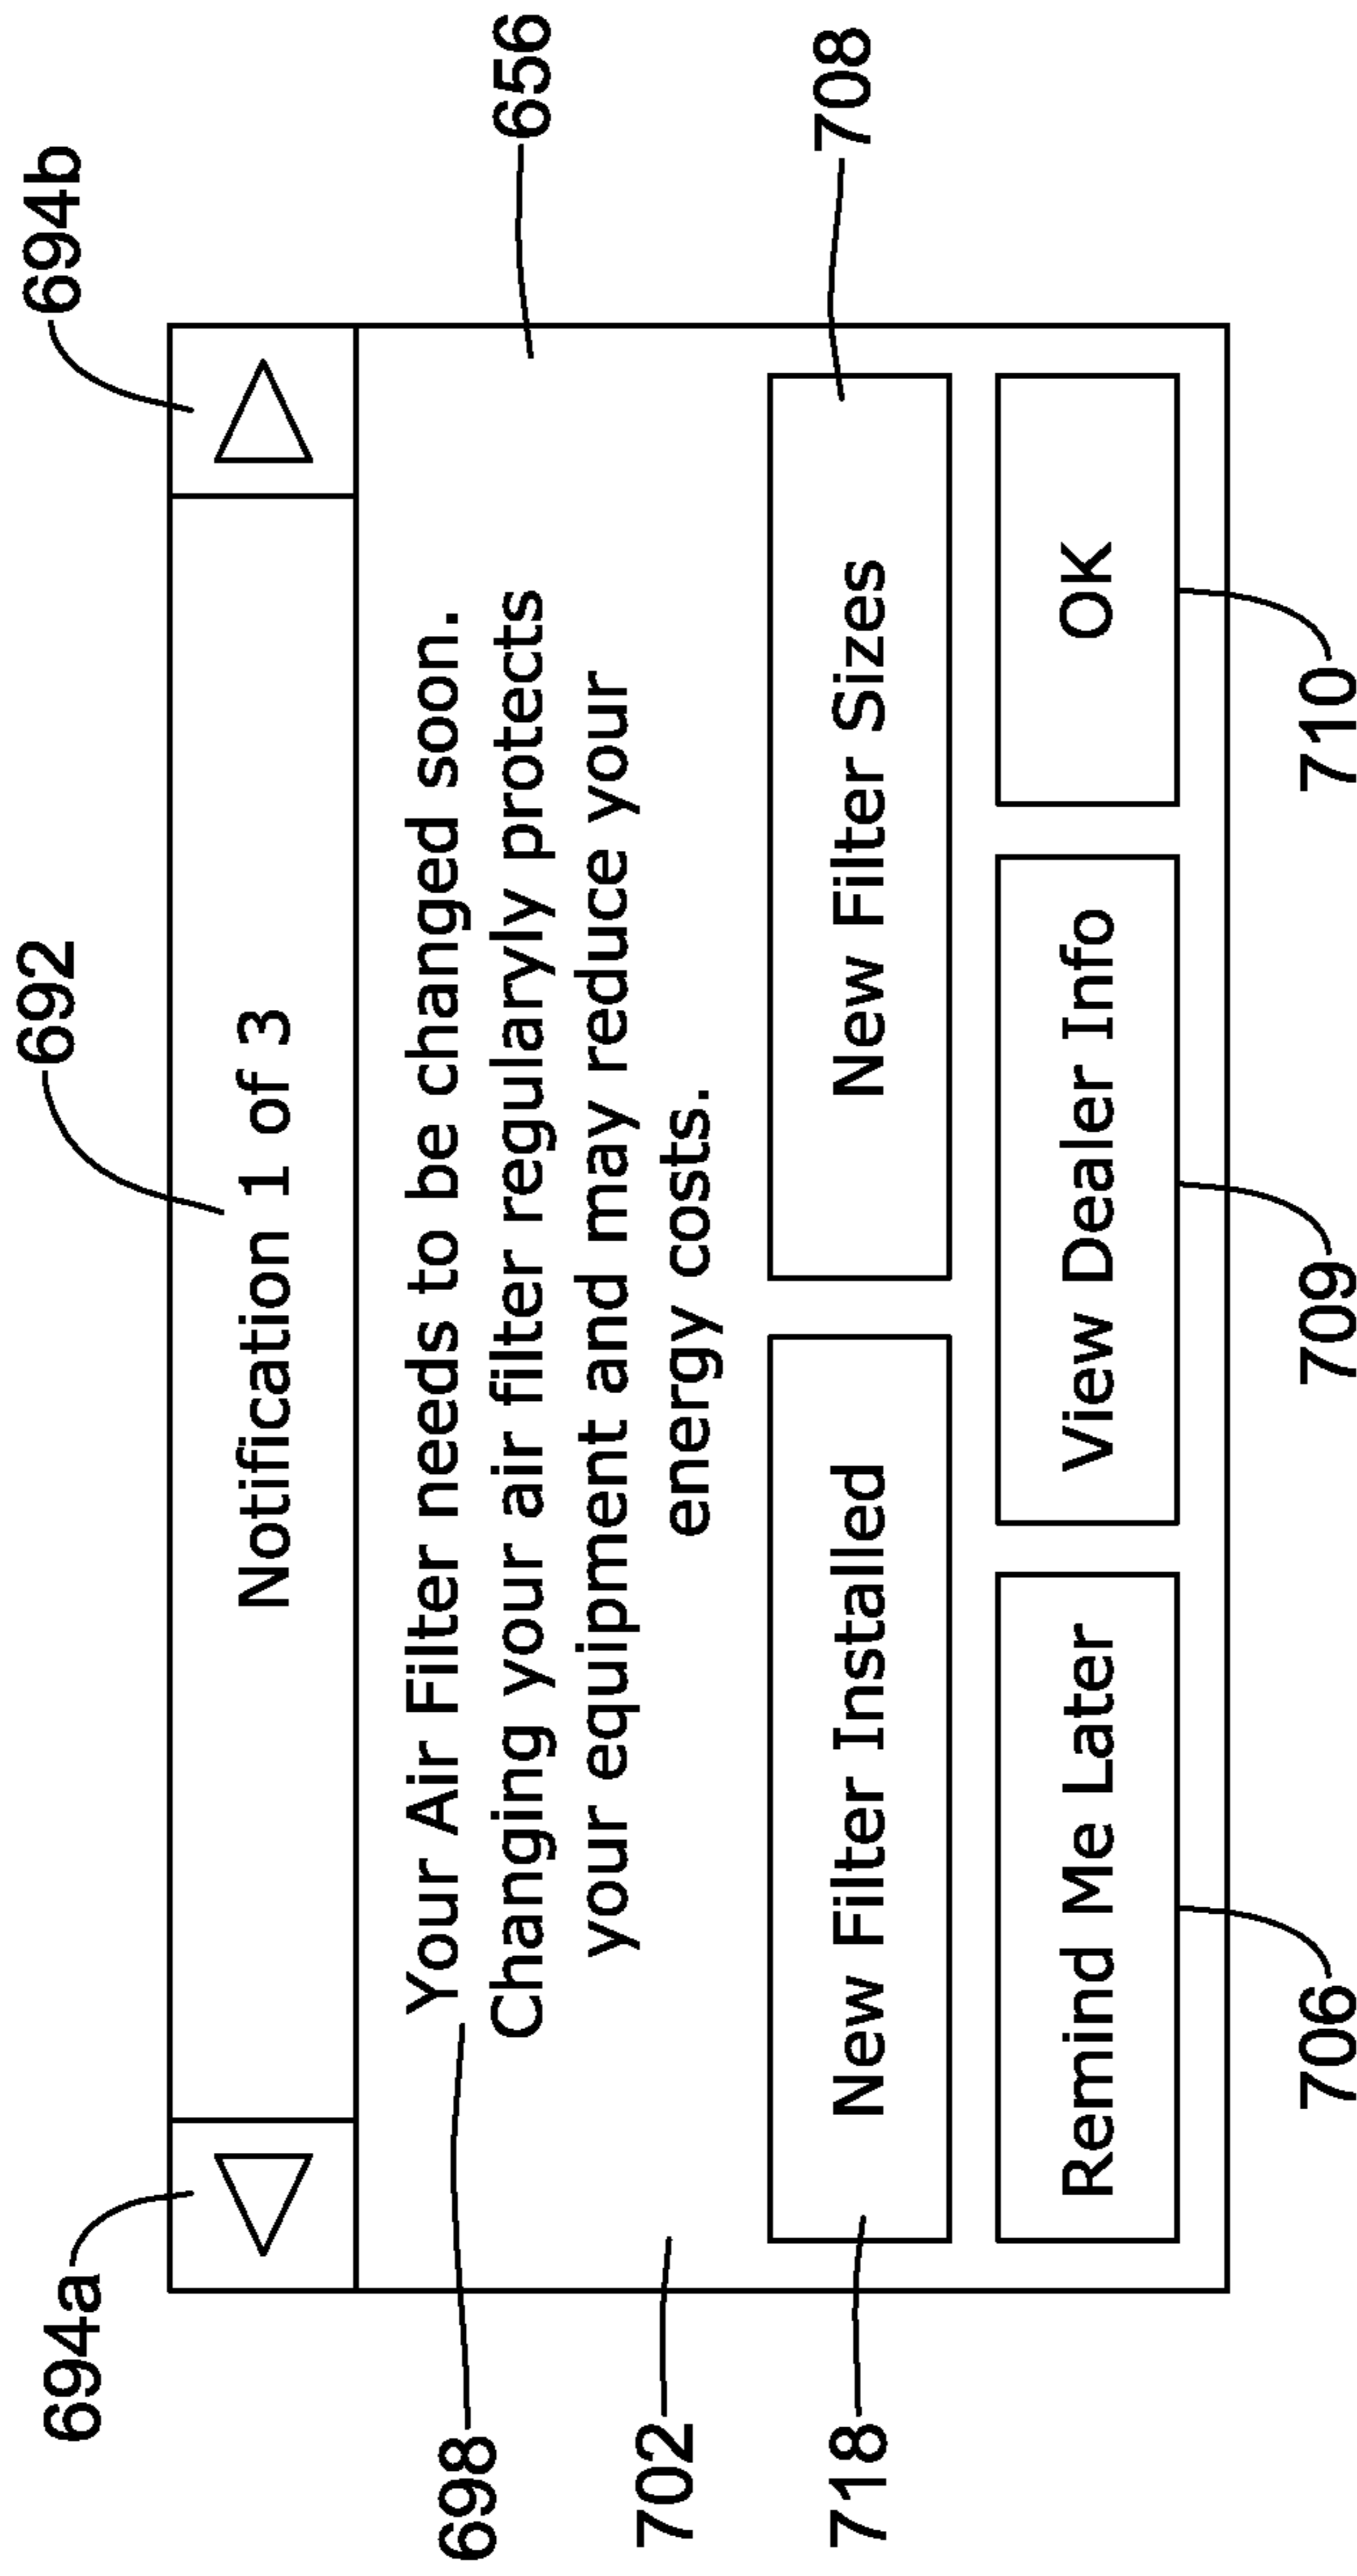 692
694a
694b
Notification 1 of 3
698
Your Air Filter needs to be changed soon.
Changing your air filter regularyly protects
your equipment and may reduce your
energy costs.
656
702
718
New Filter Installed
New Filter Sizes
708
Remind Me Later
View Dealer Info
OK
706
709
710